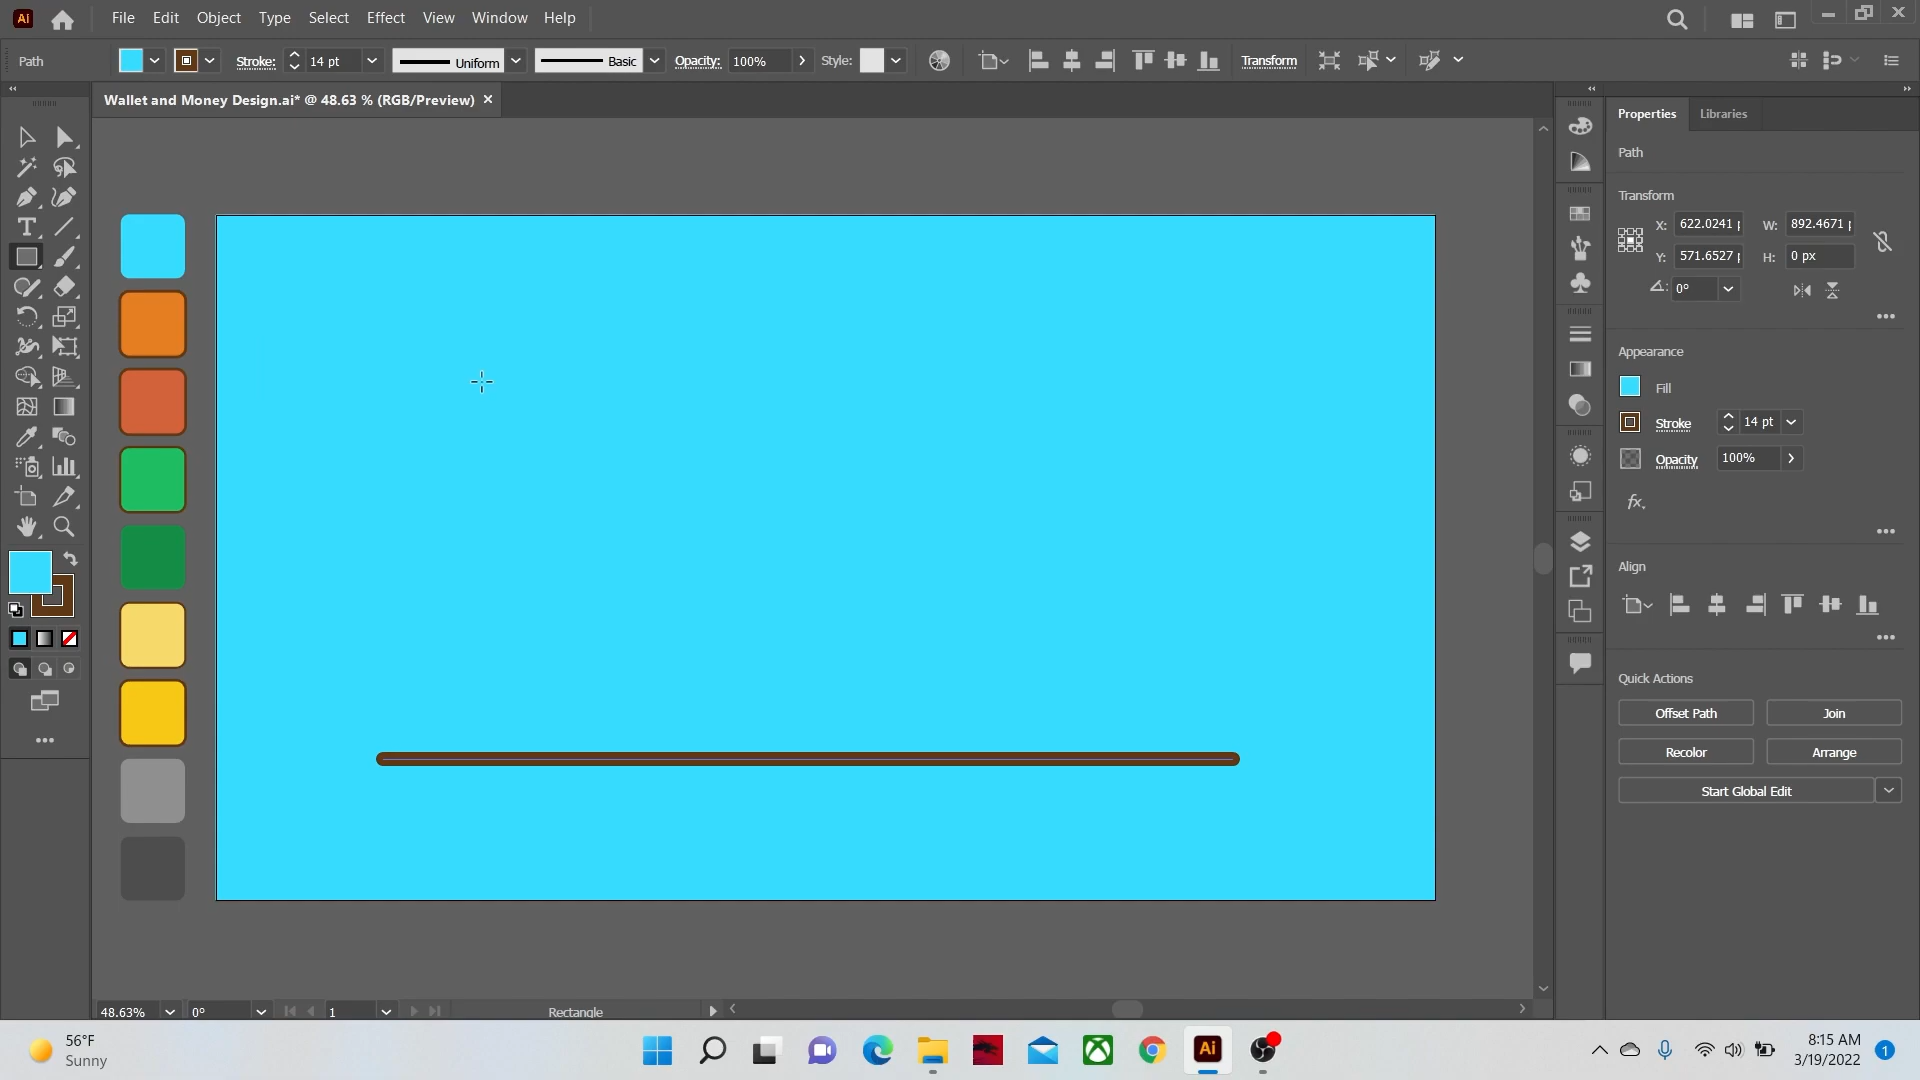 Ai File Edit Object Type Select Effect View Window Help
Path Stroke: 14 pt Uniform Basic Opacity: 100% Style: Transform
Wallet and Money Design.ai* @ 48.63 % (RGB/Preview) ×
Properties Libraries
Path
Transform
X: 622.0241 W: 892.4671
Y: 571.6527 H: 0 px
0°
Appearance
Fill
Stroke 14 pt
Opacity 100%
fx
Align
Quick Actions
Offset Path Join
Recolor Arrange
Start Global Edit
48.63% 0° 1 Rectangle
56°F
Sunny
Ai
8:15 AM
3/19/2022
1